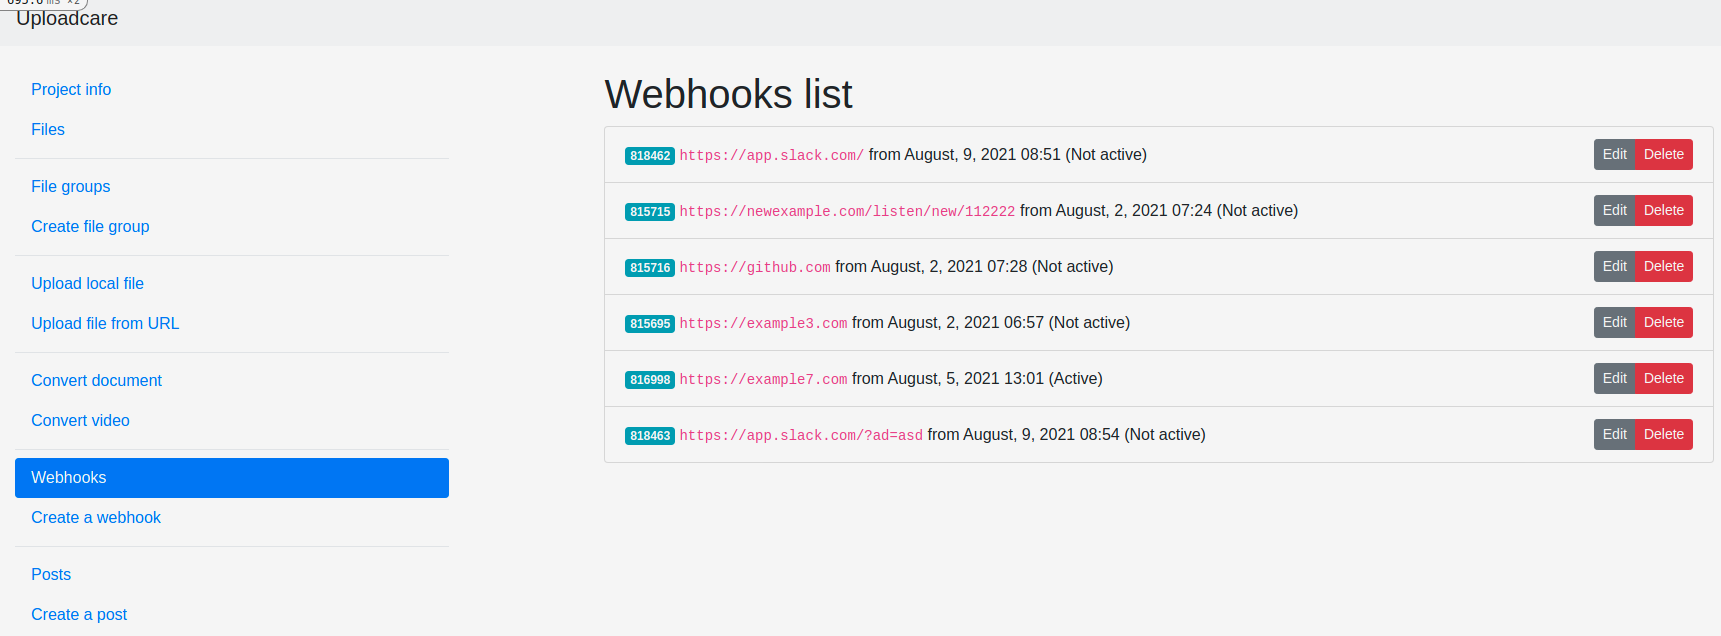 Uploadcare
Project info
Files
File groups
Create file group
Upload local file
Upload file from URL
Convert document
Convert video
Webhooks
Create a webhook
Posts
Create a post
Webhooks list
818462 https://app.slack.com/ from August, 9, 2021 08:51 (Not active) Edit Delete
815715 https://newexample.com/listen/new/112222 from August, 2, 2021 07:24 (Not active) Edit Delete
815716 https://github.com from August, 2, 2021 07:28 (Not active) Edit Delete
815695 https://example3.com from August, 2, 2021 06:57 (Not active) Edit Delete
816998 https://example7.com from August, 5, 2021 13:01 (Active) Edit Delete
818463 https://app.slack.com/?ad=asd from August, 9, 2021 08:54 (Not active) Edit Delete